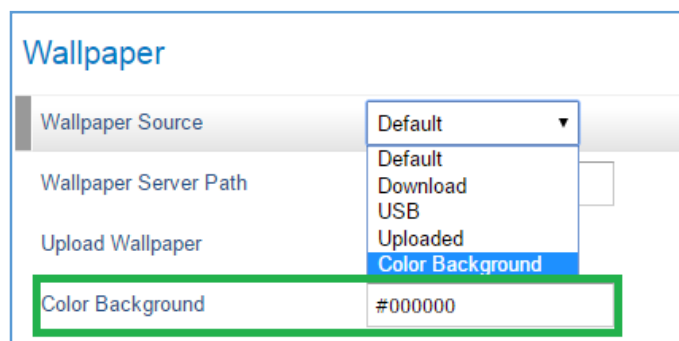 Wallpaper
Wallpaper Source
Default
Default
Wallpaper Server Path
Download
USB
Upload Wallpaper
Uploaded
Color Background
Color Background
#000000